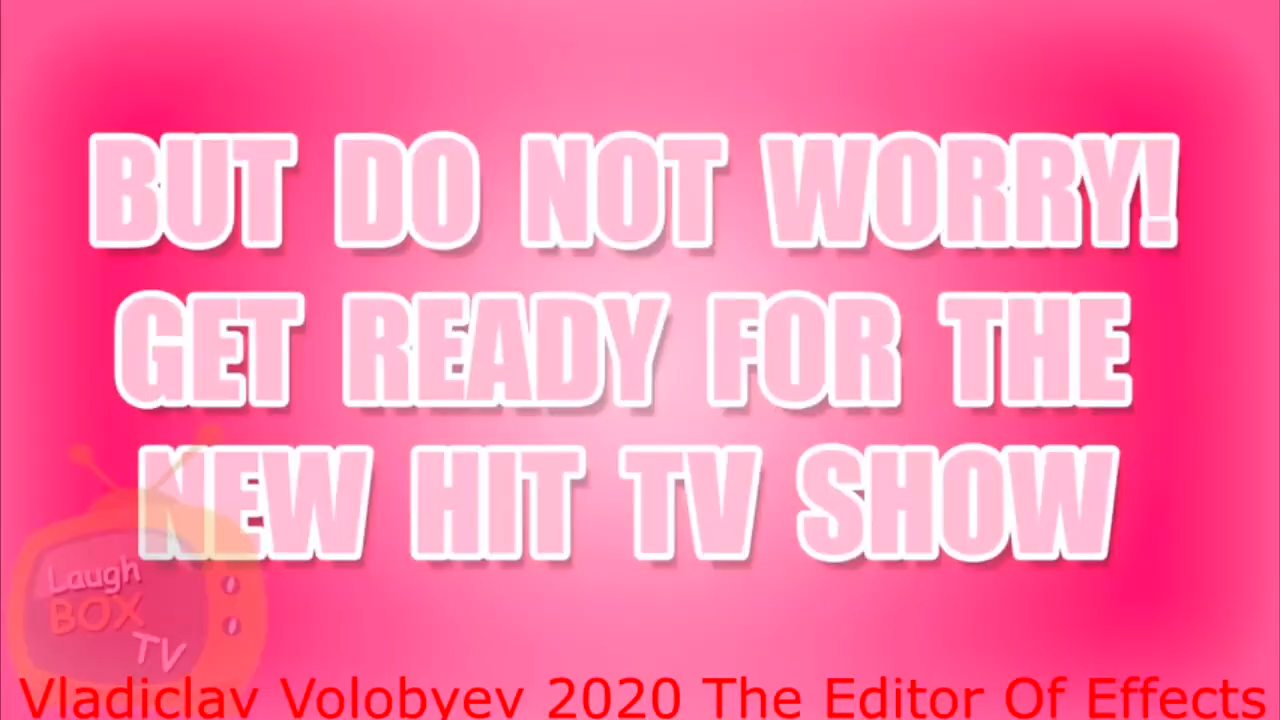 BUT DO NOT WORRY!
GET READY FOR THE
NEW HIT TV SHOW
Laugh
BOX
TV
Vladiclav Volobyev 2020 The Editor Of Effects